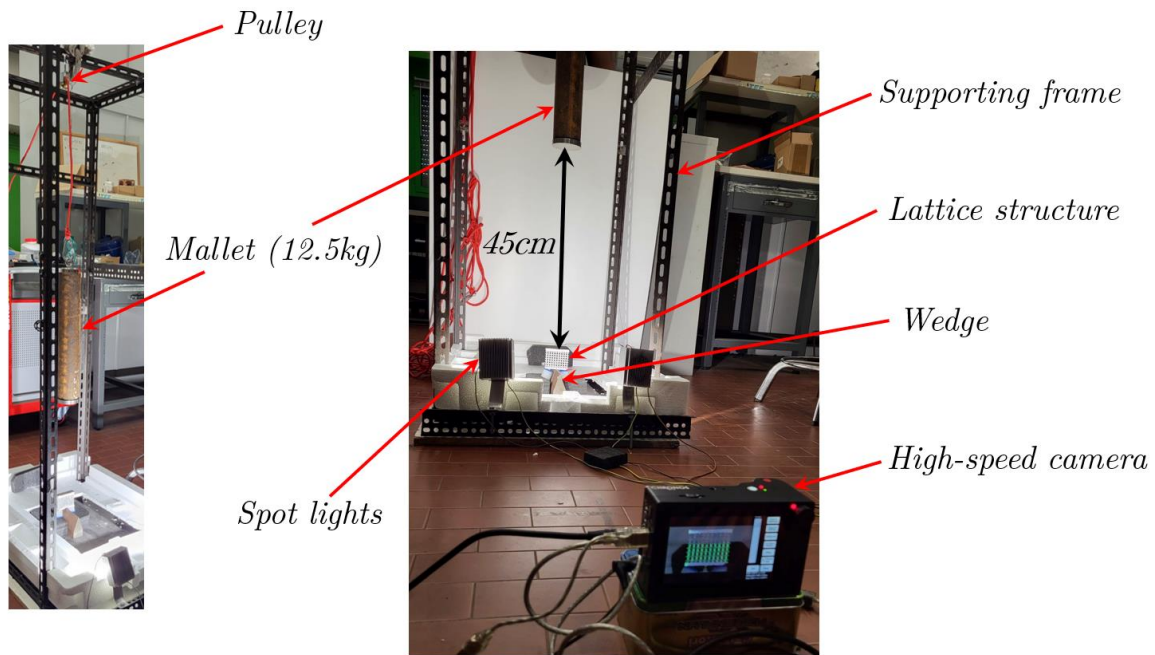 Pulley
Supporting frame
Lattice structure
Mallet (12.5kg)
45cm
Wedge
High-speed camera
Spot lights